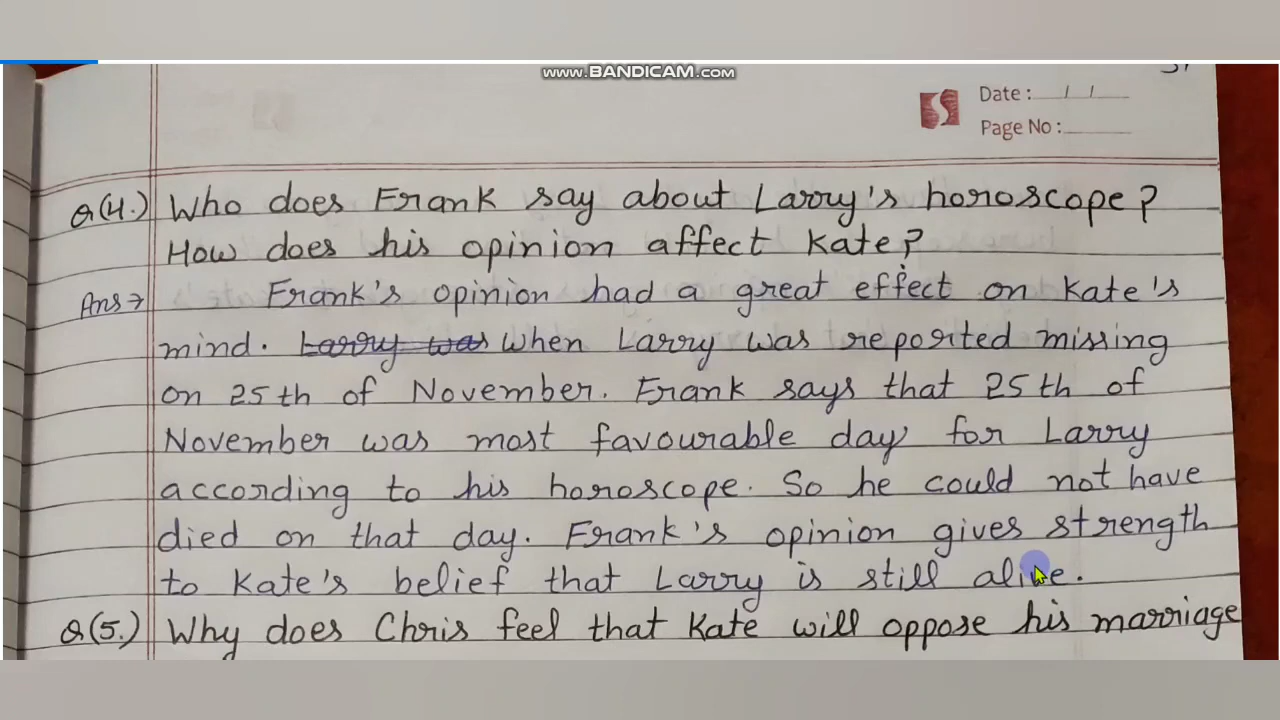 www.BANDICAM.com
Date : / /
Page No :
Q(4.) Who does Frank say about Larry's horoscope?
How does his opinion affect Kate?
Ans→ Frank's opinion had a great effect on Kate's
mind. Larry was when Larry was reported missing
on 25th of November. Frank says that 25th of
November was most favourable day for Larry
according to his horoscope. So he could not have
died on that day. Frank's opinion gives strength
to Kate's belief that Larry is still alive.
Q(5.) Why does Chris feel that Kate will oppose his marriage